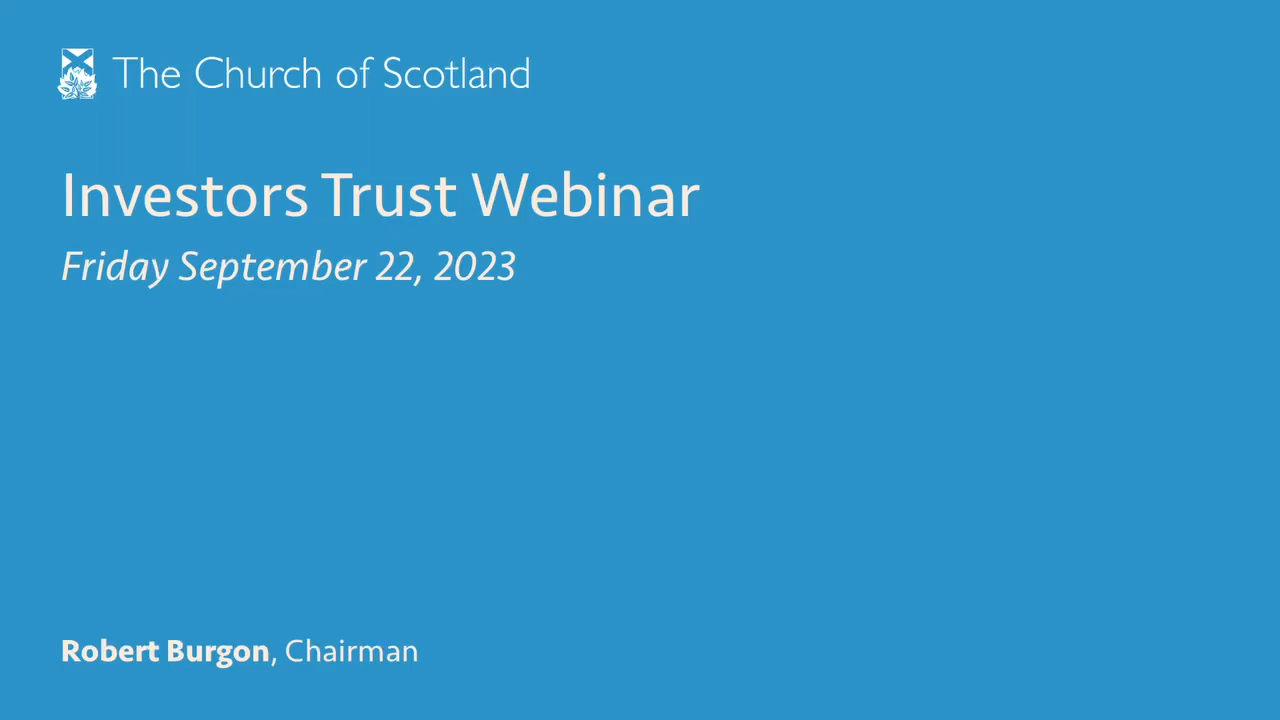 The Church of Scotland
Investors Trust Webinar
Friday September 22, 2023
Robert Burgon, Chairman